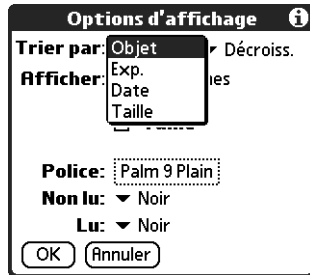 Options d'affichage
Trier par: Objet Décroiss.
Afficher: Exp. nes
Date
Taille
Police: Palm 9 Plain
Non lu: Noir
Lu: Noir
OK Annuler